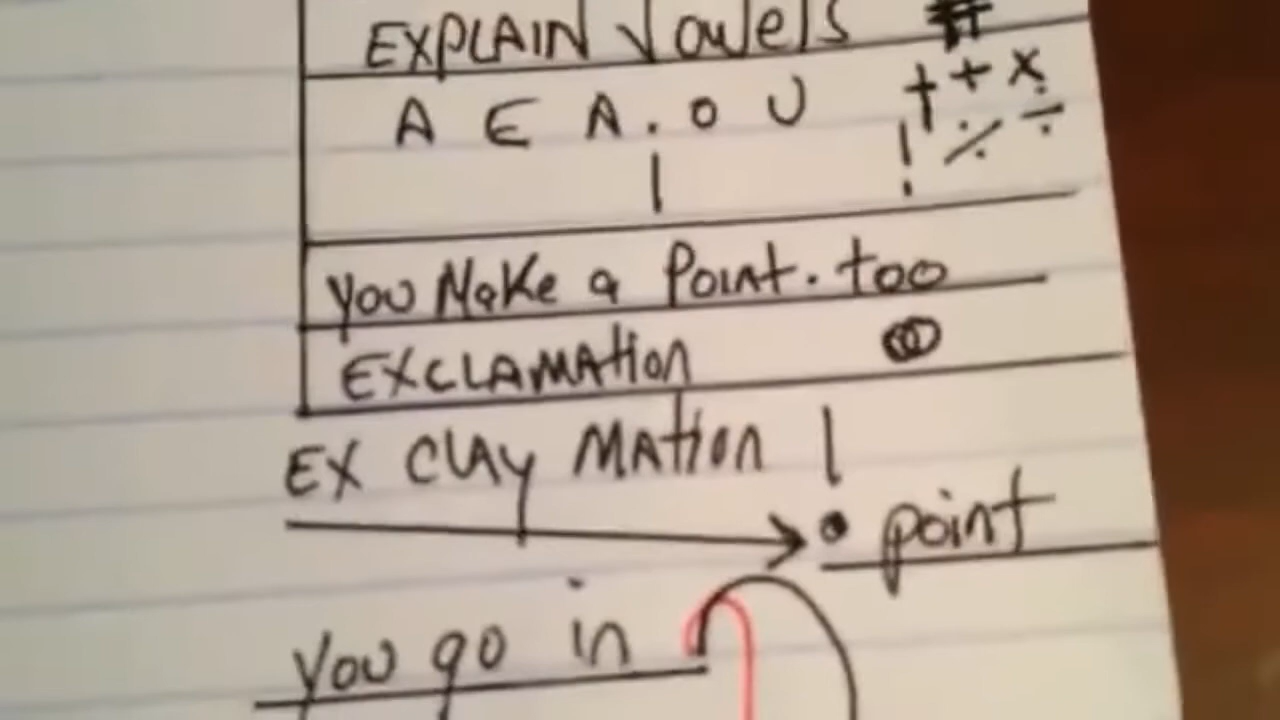 EXPLAIN Vowels #
A E A . O U † + x
| ! ٪ ÷
You Make a Point. too
EXCLAMAtion
EX CLAY MAtion !
point
You go in